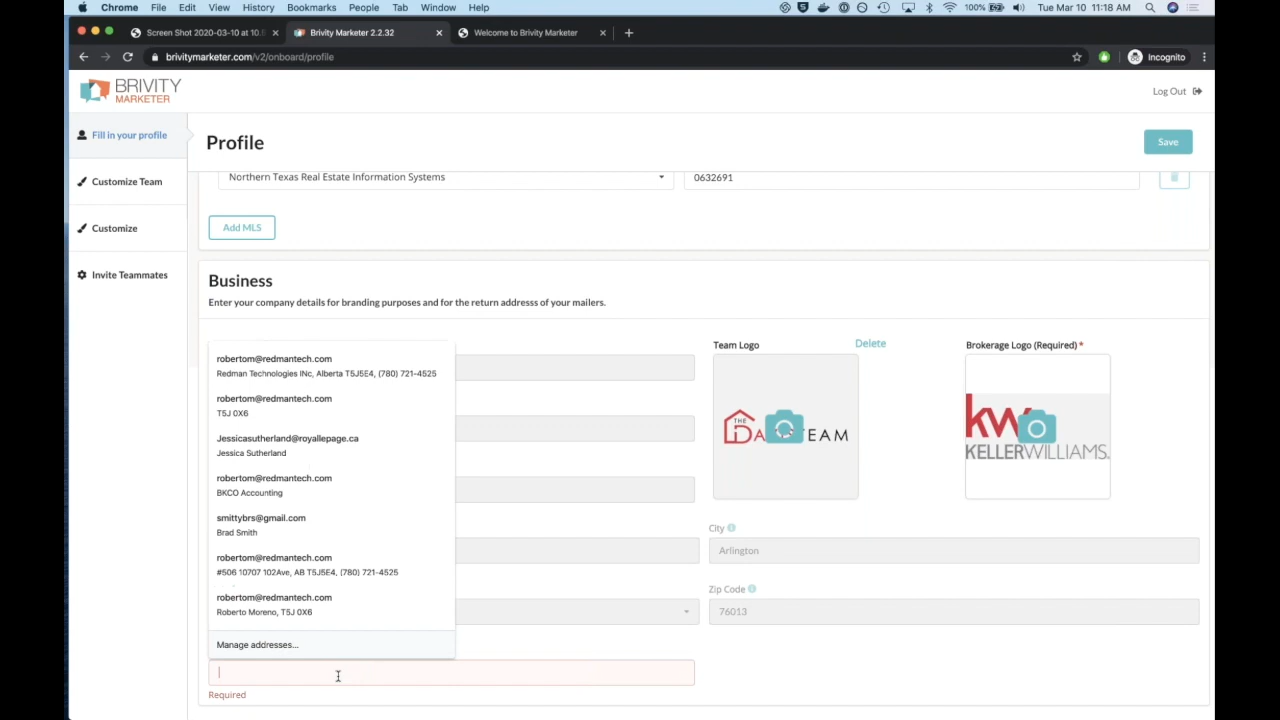 Chrome File Edit View History Bookmarks People Tab Window Help 100% Tue Mar 10 11:18 AM
Screen Shot 2020-03-10 at 10. Brivity Marketer 2.2.32 Welcome to Brivity Marketer
brivitymarketer.com/v2/onboard/profile Incognito
BRIVITY
MARKETER
Log Out
Fill in your profile
Customize Team
Customize
Invite Teammates
Profile
Save
Northern Texas Real Estate Information Systems 0632691
Add MLS
Business
Enter your company details for branding purposes and for the return addresss of your mailers.
robertom@redmantech.com
Redman Technologies INc, Alberta T5J5E4, (780) 721-4525
robertom@redmantech.com
T5J 0X6
Jessicasutherland@royallepage.ca
Jessica Sutherland
robertom@redmantech.com
BKCO Accounting
smittybrs@gmail.com
Brad Smith
robertom@redmantech.com
#506 10707 102Ave, AB T5J5E4, (780) 721-4525
robertom@redmantech.com
Roberto Moreno, T5J 0X6
Manage addresses...
Required
Team Logo
Delete
THE
TEAM
Brokerage Logo (Required) *
kw
KELLERWILLIAMS.
City
Arlington
Zip Code
76013